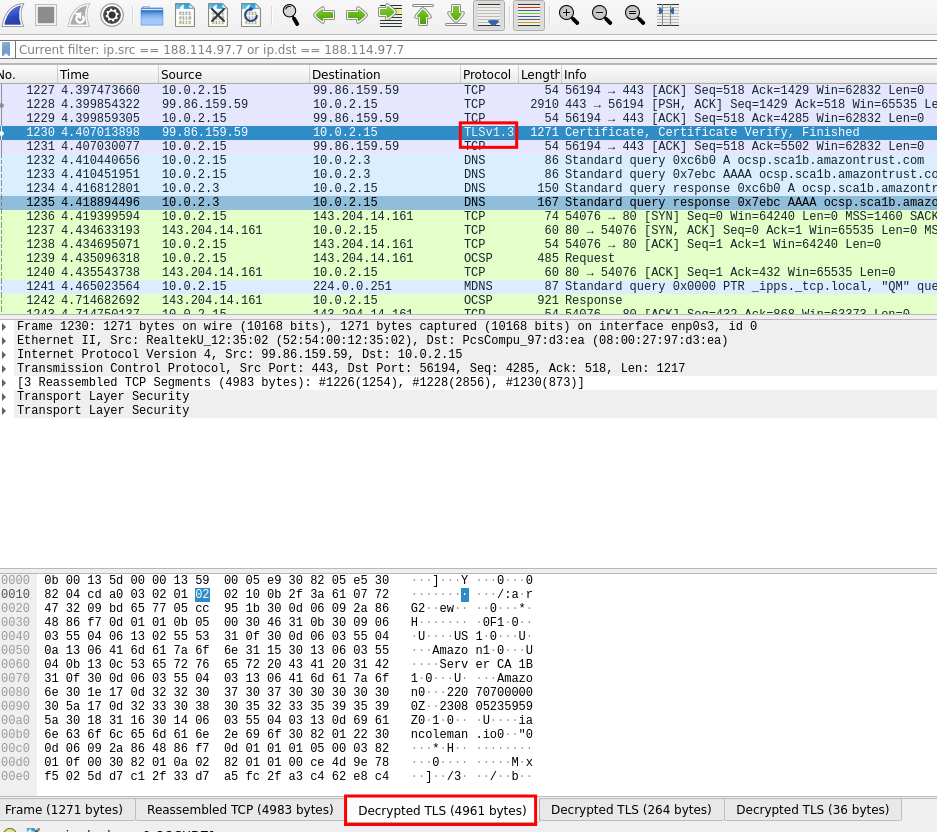 Current filter: ip.src == 188.114.97.7 or ip.dst == 188.114.97.7
No. Time Source Destination Protocol Length Info
1227 4.397473660 10.0.2.15 99.86.159.59 TCP 54 56194 → 443 [ACK] Seq=518 Ack=1429 Win=62832 Len=0
1228 4.399854322 99.86.159.59 10.0.2.15 TCP 2910 443 → 56194 [PSH, ACK] Seq=1429 Ack=518 Win=65535
1229 4.399859305 10.0.2.15 99.86.159.59 TCP 54 56194 → 443 [ACK] Seq=518 Ack=4285 Win=62832 Len=0
1230 4.407013898 99.86.159.59 10.0.2.15 TLSv1.3 1271 Certificate, Certificate Verify, Finished
1231 4.407030077 10.0.2.15 99.86.159.59 TCP 54 56194 → 443 [ACK] Seq=518 Ack=5502 Win=62832 Len=0
1232 4.410440656 10.0.2.15 10.0.2.3 DNS 86 Standard query 0xc6b0 A ocsp.sca1b.amazontrust.com
1233 4.410451951 10.0.2.15 10.0.2.3 DNS 86 Standard query 0x7ebc AAAA ocsp.sca1b.amazontrust.co
1234 4.416812801 10.0.2.3 10.0.2.15 DNS 150 Standard query response 0xc6b0 A ocsp.sca1b.amazontr
1235 4.418894496 10.0.2.3 10.0.2.15 DNS 167 Standard query response 0x7ebc AAAA ocsp.sca1b.amazo
1236 4.419399594 10.0.2.15 143.204.14.161 TCP 74 54076 → 80 [SYN] Seq=0 Win=64240 Len=0 MSS=1460 SACK
1237 4.434633193 143.204.14.161 10.0.2.15 TCP 60 80 → 54076 [SYN, ACK] Seq=0 Ack=1 Win=65535 Len=0 MS
1238 4.434695071 10.0.2.15 143.204.14.161 TCP 54 54076 → 80 [ACK] Seq=1 Ack=1 Win=64240 Len=0
1239 4.435096318 10.0.2.15 143.204.14.161 OCSP 485 Request
1240 4.435543738 143.204.14.161 10.0.2.15 TCP 60 80 → 54076 [ACK] Seq=1 Ack=432 Win=65535 Len=0
1241 4.465023564 10.0.2.15 224.0.0.251 MDNS 87 Standard query 0x0000 PTR _ipps._tcp.local, "QM" que
1242 4.714682692 143.204.14.161 10.0.2.15 OCSP 921 Response
1243 4.714750137 10.0.2.15 143.204.14.161 TCP 54 54076 → 80 [ACK] Seq=432 Ack=868 Win=63373 Len=0
Frame 1230: 1271 bytes on wire (10168 bits), 1271 bytes captured (10168 bits) on interface enp0s3, id 0
Ethernet II, Src: RealtekU_12:35:02 (52:54:00:12:35:02), Dst: PcsCompu_97:d3:ea (08:00:27:97:d3:ea)
Internet Protocol Version 4, Src: 99.86.159.59, Dst: 10.0.2.15
Transmission Control Protocol, Src Port: 443, Dst Port: 56194, Seq: 4285, Ack: 518, Len: 1217
[3 Reassembled TCP Segments (4983 bytes): #1226(1254), #1228(2856), #1230(873)]
Transport Layer Security
Transport Layer Security
0000 0b 00 13 5d 00 00 13 59 00 05 e9 30 82 05 e5 30 ···]···Y ···0···0
0010 82 04 cd a0 03 02 01 02 02 10 0b 2f 3a 61 07 72 ········ ···/:a·r
0020 47 32 09 bd 65 77 05 cc 95 1b 30 0d 06 09 2a 86 G2··ew·· ··0···*·
0030 48 86 f7 0d 01 01 0b 05 00 30 46 31 0b 30 09 06 H······· ·0F1·0··
0040 03 55 04 06 13 02 55 53 31 0f 30 0d 06 03 55 04 ·U····US 1·0···U·
0050 0a 13 06 41 6d 61 7a 6f 6e 31 15 30 13 06 03 55 ···Amazo n1·0···U
0060 04 0b 13 0c 53 65 72 76 65 72 20 43 41 20 31 42 ····Serv er CA 1B
0070 31 0f 30 0d 06 03 55 04 03 13 06 41 6d 61 7a 6f 1·0···U· ···Amazo
0080 6e 30 1e 17 0d 32 32 30 37 30 37 30 30 30 30 30 n0···220 70700000
0090 30 5a 17 0d 32 33 30 38 30 35 32 33 35 39 35 39 0Z··2308 05235959
00a0 5a 30 18 31 16 30 14 06 03 55 04 03 13 0d 69 61 Z0·1·0·· ·U····ia
00b0 6e 63 6f 6c 65 6d 61 6e 2e 69 6f 30 82 01 22 30 ncoleman .io0··"0
00c0 0d 06 09 2a 86 48 86 f7 0d 01 01 01 05 00 03 82 ···*·H·· ········
00d0 01 0f 00 30 82 01 0a 02 82 01 01 00 ce 4d 9e 78 ···0···· ·····M·x
00e0 f5 02 5d d7 c1 2f 33 d7 a5 fc 2f a3 c4 62 e8 c4 ··]··/3· ··/··b··
Frame (1271 bytes) Reassembled TCP (4983 bytes) Decrypted TLS (4961 bytes) Decrypted TLS (264 bytes) Decrypted TLS (36 bytes)